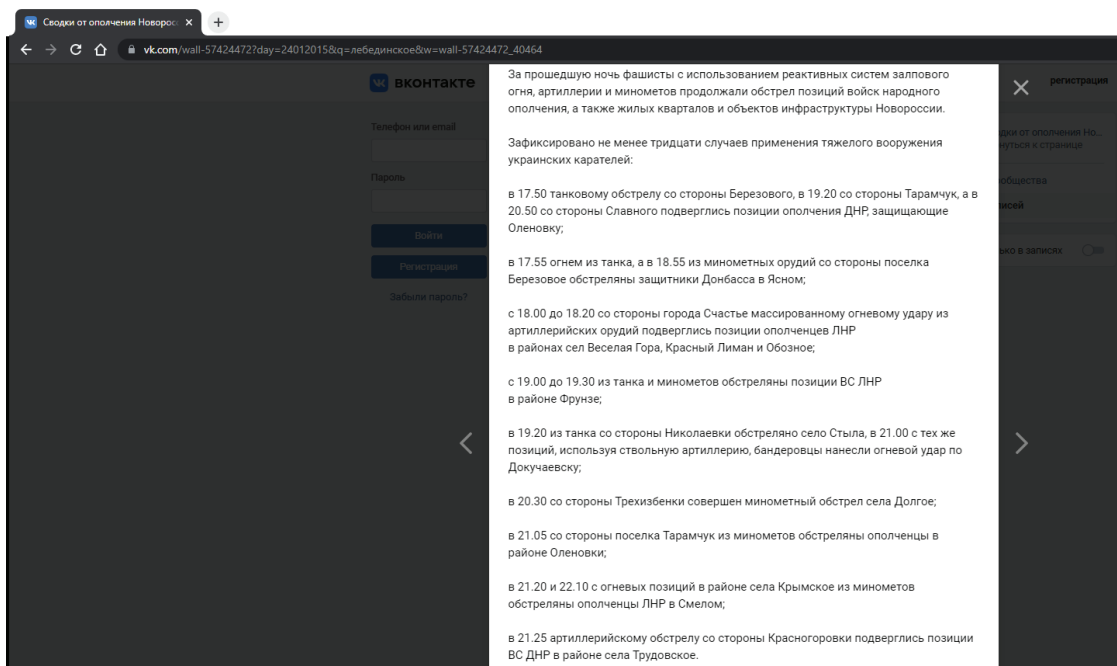 Сводки от ополчения Новоросс
vk.com/wall-57424472?day=24012015&q=лебединское&w=wall-57424472_40464
вконтакте
регистрация
Телефон или email
Пароль
Войти
Регистрация
Забыли пароль?
За прошедшую ночь фашисты с использованием реактивных систем залпового
огня, артиллерии и минометов продолжали обстрел позиций войск народного
ополчения, а также жилых кварталов и объектов инфраструктуры Новороссии.
Зафиксировано не менее тридцати случаев применения тяжелого вооружения
украинских карателей:
в 17.50 танковому обстрелу со стороны Березового, в 19.20 со стороны Тарамчук, а в
20.50 со стороны Славного подверглись позиции ополчения ДНР, защищающие
Оленовку;
в 17.55 огнем из танка, а в 18.55 из минометных орудий со стороны поселка
Березовое обстреляны защитники Донбасса в Ясном;
с 18.00 до 18.20 со стороны города Счастье массированному огневому удару из
артиллерийских орудий подверглись позиции ополченцев ЛНР
в районах сел Веселая Гора, Красный Лиман и Обозное;
с 19.00 до 19.30 из танка и минометов обстреляны позиции ВС ЛНР
в районе Фрунзе;
в 19.20 из танка со стороны Николаевки обстреляно село Стыла, в 21.00 с тех же
позиций, используя ствольную артиллерию, бандеровцы нанесли огневой удар по
Докучаевску;
в 20.30 со стороны Трехизбенки совершен минометный обстрел села Долгое;
в 21.05 со стороны поселка Тарамчук из минометов обстреляны ополченцы в
районе Оленовки;
в 21.20 и 22.10 с огневых позиций в районе села Крымское из минометов
обстреляны ополченцы ЛНР в Смелом;
в 21.25 артиллерийскому обстрелу со стороны Красногоровки подверглись позиции
ВС ДНР в районе села Трудовское.
дки от ополчения Но...
нуться к странице
ообщества
писей
ько в записях